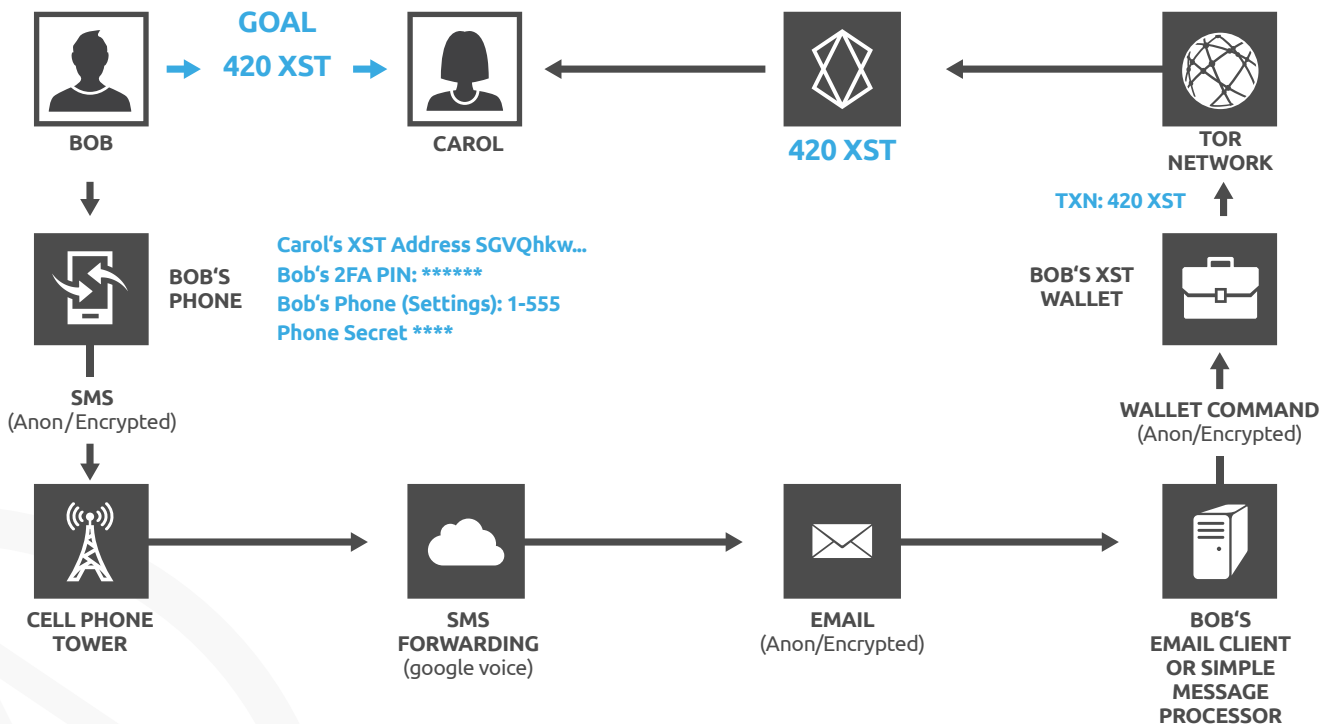 GOAL
420 XST
BOB
CAROL
420 XST
TOR
NETWORK
TXN: 420 XST
BOB'S
PHONE
Carol's XST Address SGVQhkw...
Bob's 2FA PIN: ******
Bob's Phone (Settings): 1-555
Phone Secret ****
BOB'S XST
WALLET
SMS
(Anon/Encrypted)
WALLET COMMAND
(Anon/Encrypted)
CELL PHONE
TOWER
SMS
FORWARDING
(google voice)
EMAIL
(Anon/Encrypted)
BOB'S
EMAIL CLIENT
OR SIMPLE
MESSAGE
PROCESSOR